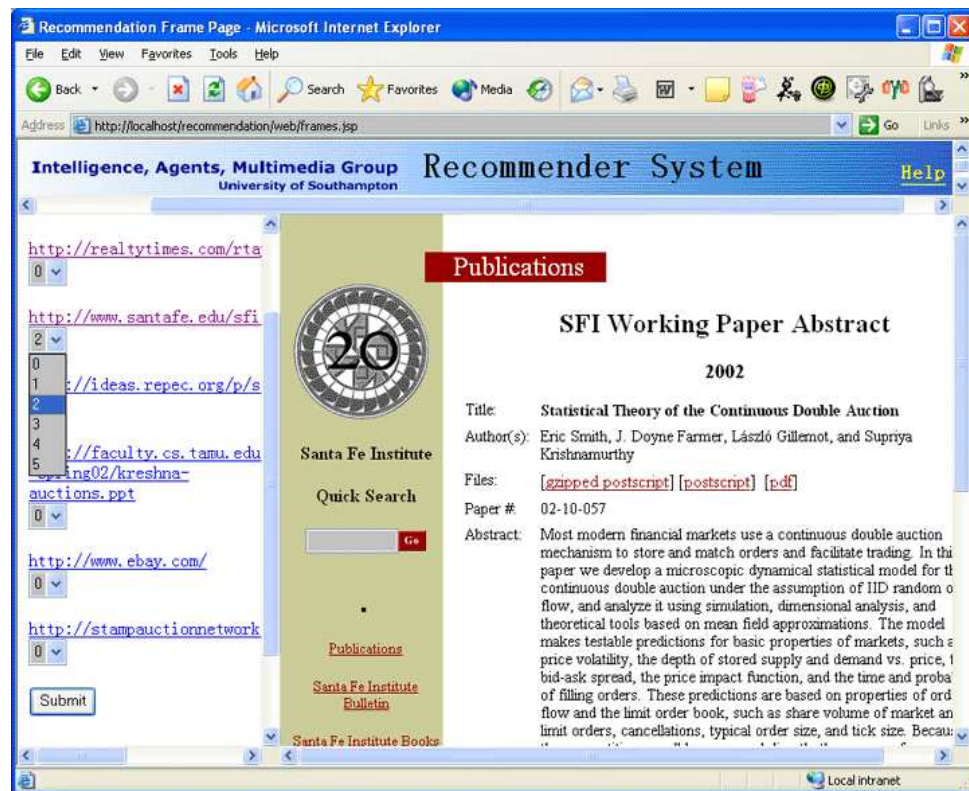 Recommendation Frame Page - Microsoft Internet Explorer
File Edit View Favorites Tools Help
Back Search Favorites Media
Address http://localhost/recommendation/web/frames.jsp Go Links
Intelligence, Agents, Multimedia Group
University of Southampton
Recommender System
Help
http://realtytimes.com/rta
0
http://www.santafe.edu/sfi
2
0
1
2
3
4
5
://ideas.repec.org/p/s
://faculty.cs.tamu.edu
auctions.ppt
0
http://www.ebay.com/
0
http://stampauctionnetwork
0
Submit
20
Santa Fe Institute
Quick Search
Go
Publications
Santa Fe Institute
Bulletin
Santa Fe Institute Books
Publications
SFI Working Paper Abstract
2002
Title: Statistical Theory of the Continuous Double Auction
Author(s): Eric Smith, J. Doyne Farmer, László Gillemot, and Supriya
Krishnamurthy
Files: [gzipped postscript] [postscript] [pdf]
Paper #: 02-10-057
Abstract: Most modern financial markets use a continuous double auction
mechanism to store and match orders and facilitate trading. In thi
paper we develop a microscopic dynamical statistical model for th
continuous double auction under the assumption of IID random o
flow, and analyze it using simulation, dimensional analysis, and
theoretical tools based on mean field approximations. The model
makes testable predictions for basic properties of markets, such a
price volatility, the depth of stored supply and demand vs. price, t
bid-ask spread, the price impact function, and the time and proba
of filling orders. These predictions are based on properties of ord
flow and the limit order book, such as share volume of market an
limit orders, cancellations, typical order size, and tick size. Becau
Local intranet